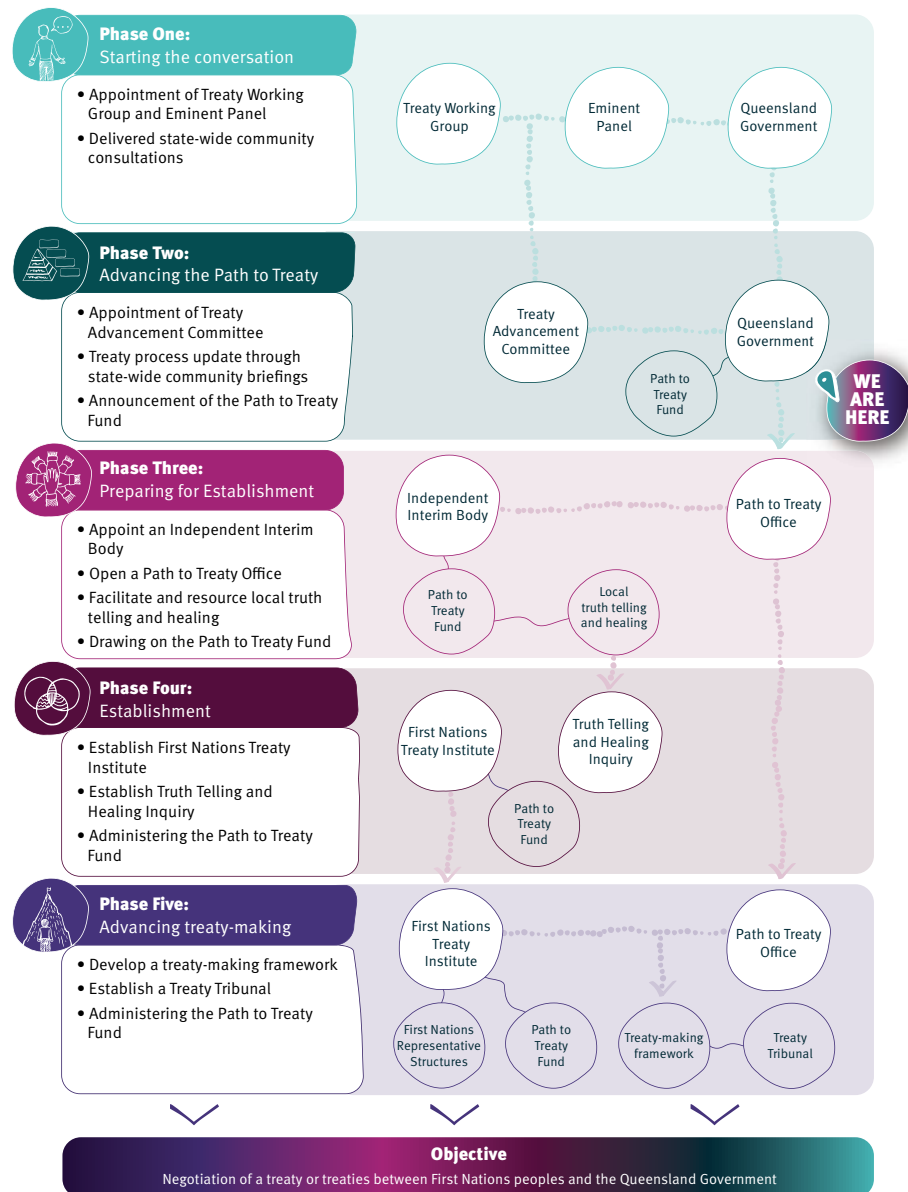 Phase One:
Starting the conversation
• Appointment of Treaty Working
Group and Eminent Panel
• Delivered state-wide community
consultations
Treaty Working
Group
Eminent
Panel
Queensland
Government
Phase Two:
Advancing the Path to Treaty
• Appointment of Treaty
Advancement Committee
• Treaty process update through
state-wide community briefings
• Announcement of the Path to Treaty
Fund
Treaty
Advancement
Committee
Queensland
Government
Path to
Treaty
Fund
WE
ARE
HERE
Phase Three:
Preparing for Establishment
• Appoint an Independent Interim
Body
• Open a Path to Treaty Office
• Facilitate and resource local truth
telling and healing
• Drawing on the Path to Treaty Fund
Independent
Interim Body
Path to Treaty
Office
Path to
Treaty
Fund
Local
truth telling
and healing
Phase Four:
Establishment
• Establish First Nations Treaty
Institute
• Establish Truth Telling and
Healing Inquiry
• Administering the Path to Treaty
Fund
First Nations
Treaty Institute
Truth Telling
and Healing
Inquiry
Path to
Treaty
Fund
Phase Five:
Advancing treaty-making
• Develop a treaty-making framework
• Establish a Treaty Tribunal
• Administering the Path to Treaty
Fund
First Nations
Treaty
Institute
Path to Treaty
Office
First Nations
Representative
Structures
Path to
Treaty
Fund
Treaty-making
framework
Treaty
Tribunal
Objective
Negotiation of a treaty or treaties between First Nations peoples and the Queensland Government